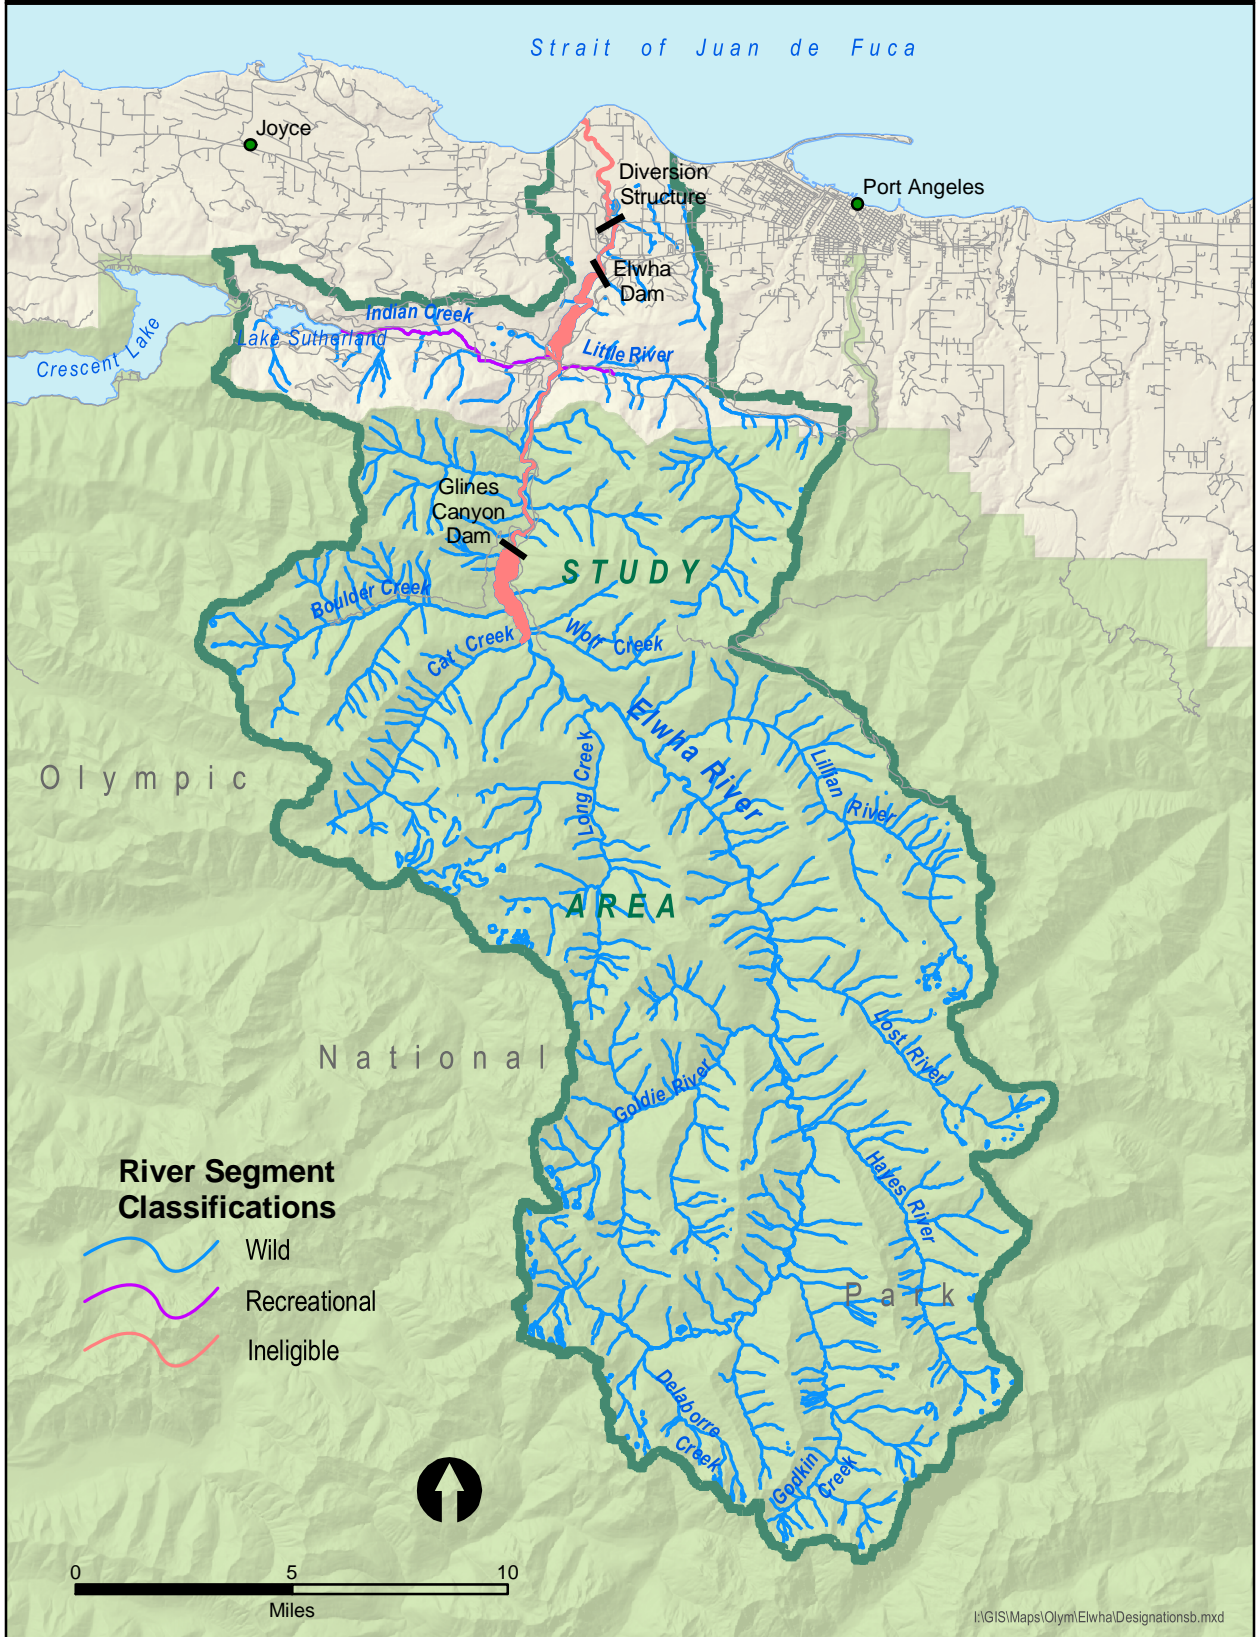 Strait of Juan de Fuca
Joyce
Diversion
Structure
Port Angeles
Elwha
Dam
Indian Creek
Lake Sutherland
Crescent Lake
Little River
Glines
Canyon
Dam
STUDY
Boulder Creek
Cat Creek
Wolf Creek
Elwha River
Olympic
Long Creek
Lillian River
AREA
Lost River
National
Goldie River
Hayes River
River Segment
Classifications
Wild
Recreational
Ineligible
Park
Delaborre
Creek
Godkin
Creek
0 5 10
Miles
I:\GIS\Maps\Olym\Elwha\Designationsb.mxd